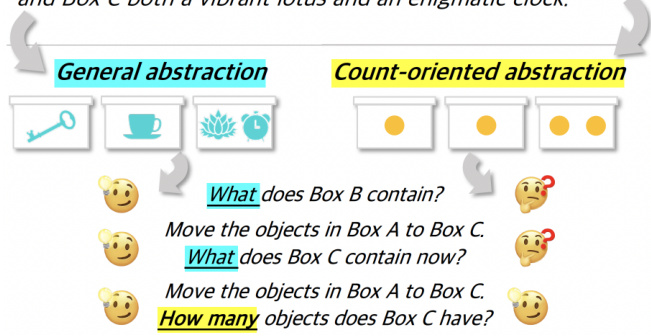 and Box C both a vibrant lotus and an enigmatic clock.
General abstraction
Count-oriented abstraction
What does Box B contain?
Move the objects in Box A to Box C.
What does Box C contain now?
Move the objects in Box A to Box C.
How many objects does Box C have?